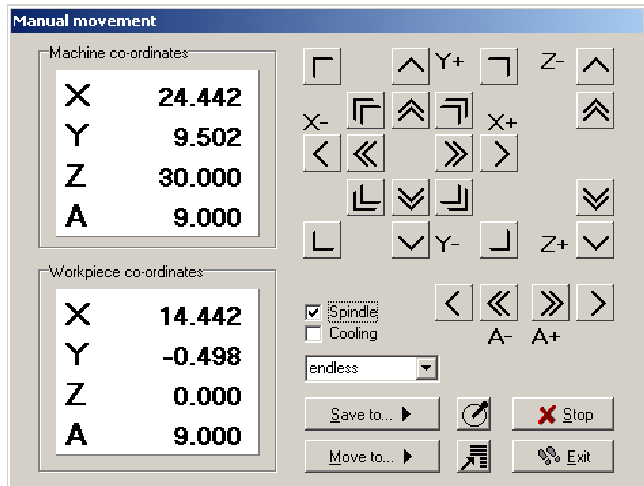 Manual movement
Machine co-ordinates
X 24.442
Y 9.502
Z 30.000
A 9.000
Workpiece co-ordinates
X 14.442
Y -0.498
Z 0.000
A 9.000
Y+ Z-
X- X+
Y- Z+
Spindle
Cooling
A- A+
endless
Save to... Stop
Move to... Exit